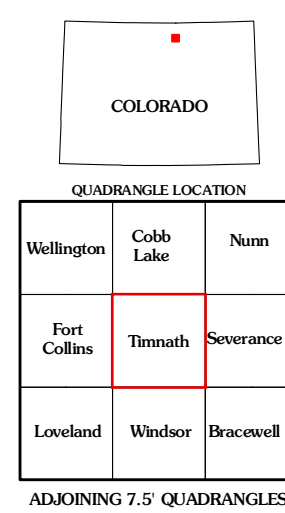 COLORADO
QUADRANGLE LOCATION
Wellington
Cobb
Lake
Nunn
Fort
Collins
Timnath
Severance
Loveland
Windsor
Bracewell
ADJOINING 7.5' QUADRANGLES